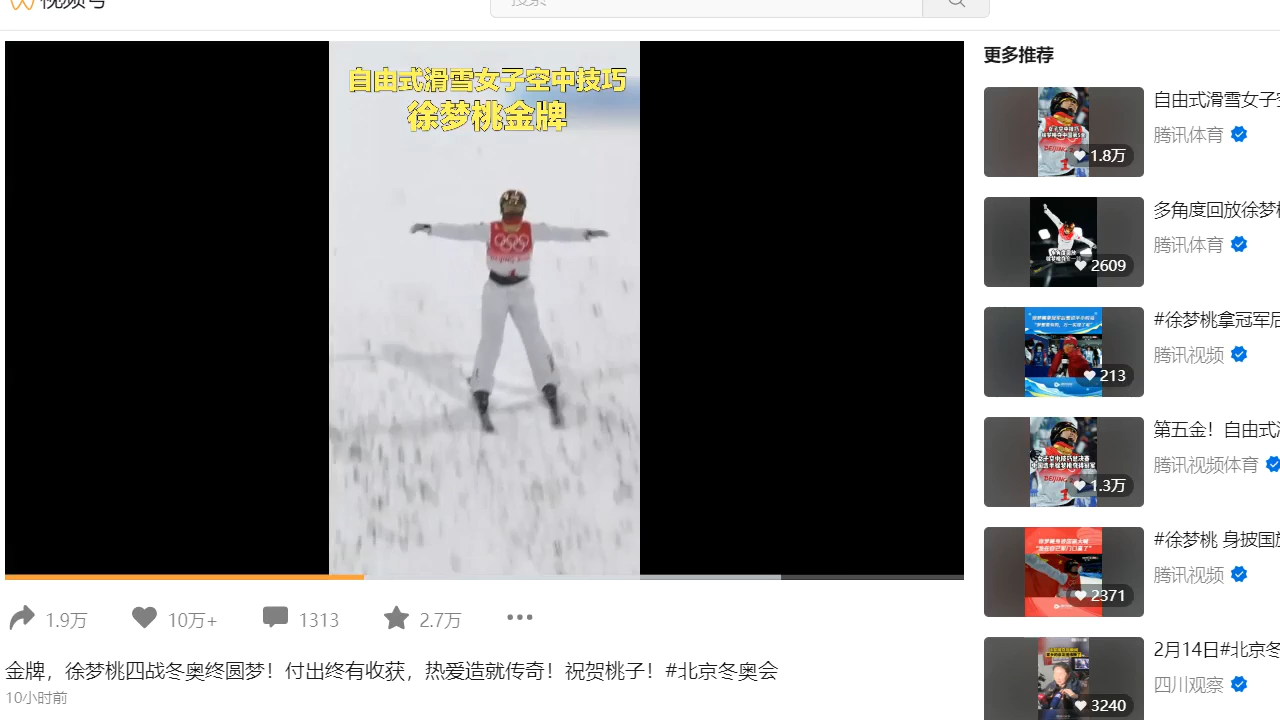 视频号
搜索
自由式滑雪女子空中技巧
徐梦桃金牌
1.9万
10万+
1313
2.7万
金牌，徐梦桃四战冬奥终圆梦！付出终有收获，热爱造就传奇！祝贺桃子！#北京冬奥会
10小时前
更多推荐
1.8万
自由式滑雪女子空
腾讯体育
2609
多角度回放徐梦桃
腾讯体育
213
#徐梦桃拿冠军后
腾讯视频
1.3万
第五金！自由式滑
腾讯视频体育
2371
#徐梦桃 身披国旗
腾讯视频
3240
2月14日#北京冬
四川观察